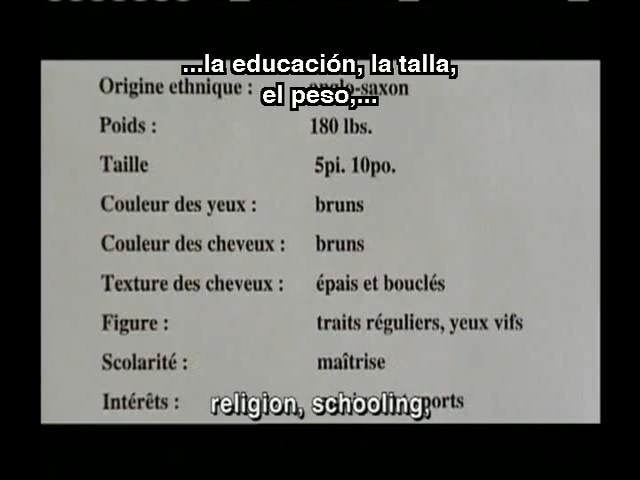 ...la educación, la talla,
el peso,...
Origine ethnique : anglo-saxon
Poids : 180 lbs.
Taille 5pi. 10po.
Couleur des yeux : bruns
Couleur des cheveux : bruns
Texture des cheveux : épais et bouclés
Figure : traits réguliers, yeux vifs
Scolarité : maîtrise
Intérêts :
religion, schooling,